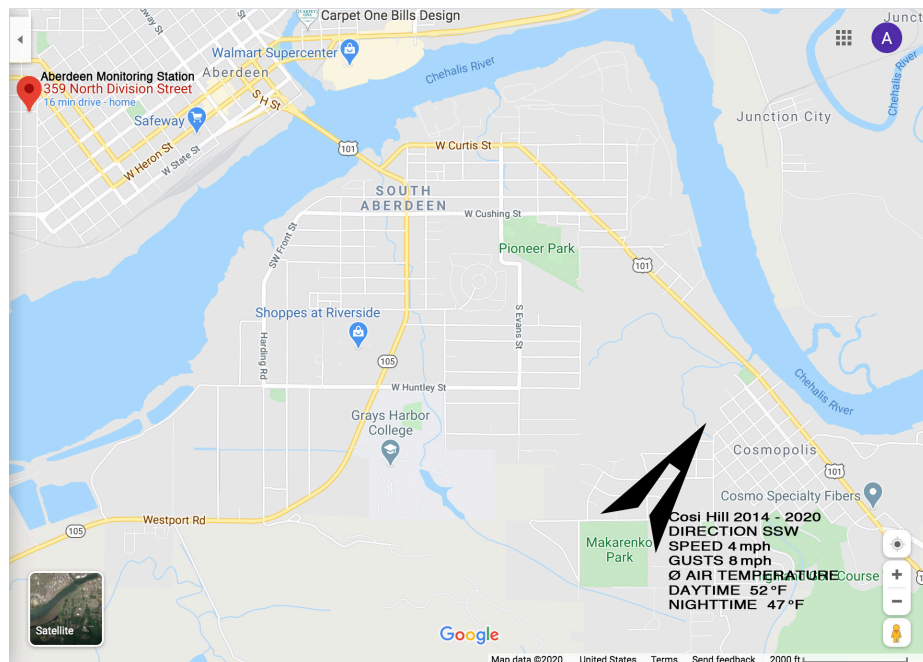 Carpet One Bills Design
Junct
City
A
Walmart Supercenter
Chehalis River
Aberdeen Monitoring Station
Aberdeen
359 North Division Street
16 min drive - home
S H St
Chehalis River
Safeway
Junction City
W Heron St
W State St
101
W Curtis St
SOUTH
ABERDEEN
W Cushing St
SW Front St
Pioneer Park
101
Shoppes at Riverside
S Evans St
Harding Rd
105
W Huntley St
Chehalis River
Grays Harbor
College
Cosmopolis
101
Cosmo Specialty Fibers
Westport Rd
105
Cosi Hill 2014 - 2020
DIRECTION SSW
SPEED 4 mph
GUSTS 8 mph
Ø AIR TEMPERATURE
DAYTIME 52 °F
NIGHTTIME 47 °F
Makarenko
Park
Course
Satellite
Google
Map data ©2020 United States Terms Send feedback 2000 ft